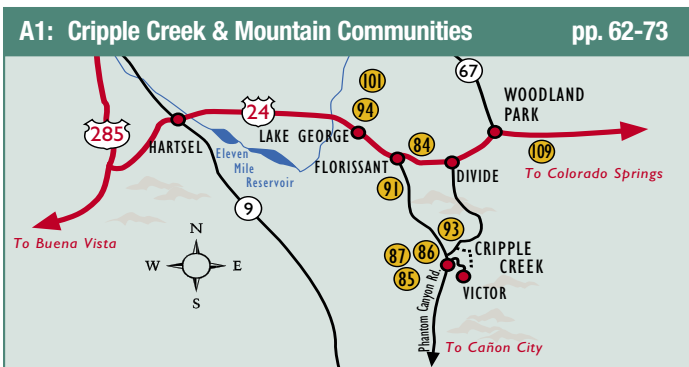 A1: Cripple Creek & Mountain Communities pp. 62-73
101
67
94
WOODLAND
PARK
24
285
LAKE GEORGE
84
HARTSEL
109
Eleven
Mile
Reservoir
FLORISSANT
DIVIDE
To Colorado Springs
91
9
93
To Buena Vista
N
W E
S
87
86
85
CRIPPLE
CREEK
VICTOR
Phantom Canyon Rd.
To Cañon City